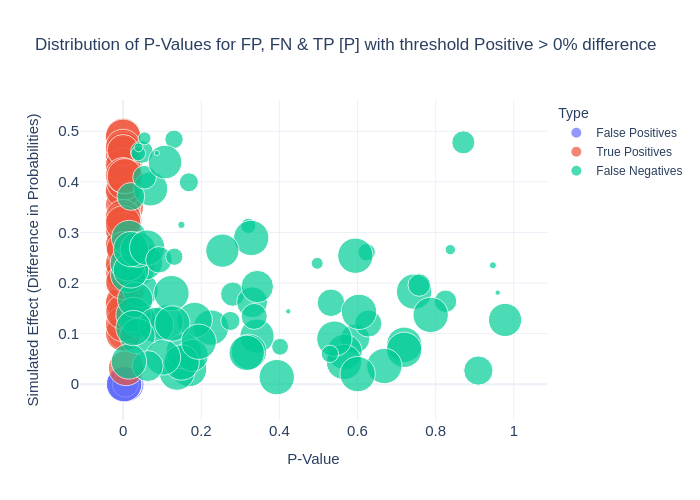 Distribution of P-Values for FP, FN & TP [P] with threshold Positive > 0% difference
Type
False Positives
True Positives
False Negatives
Simulated Effect (Difference in Probabilities)
0.5
0.4
0.3
0.2
0.1
0
0
0.2
0.4
0.6
0.8
1
P-Value